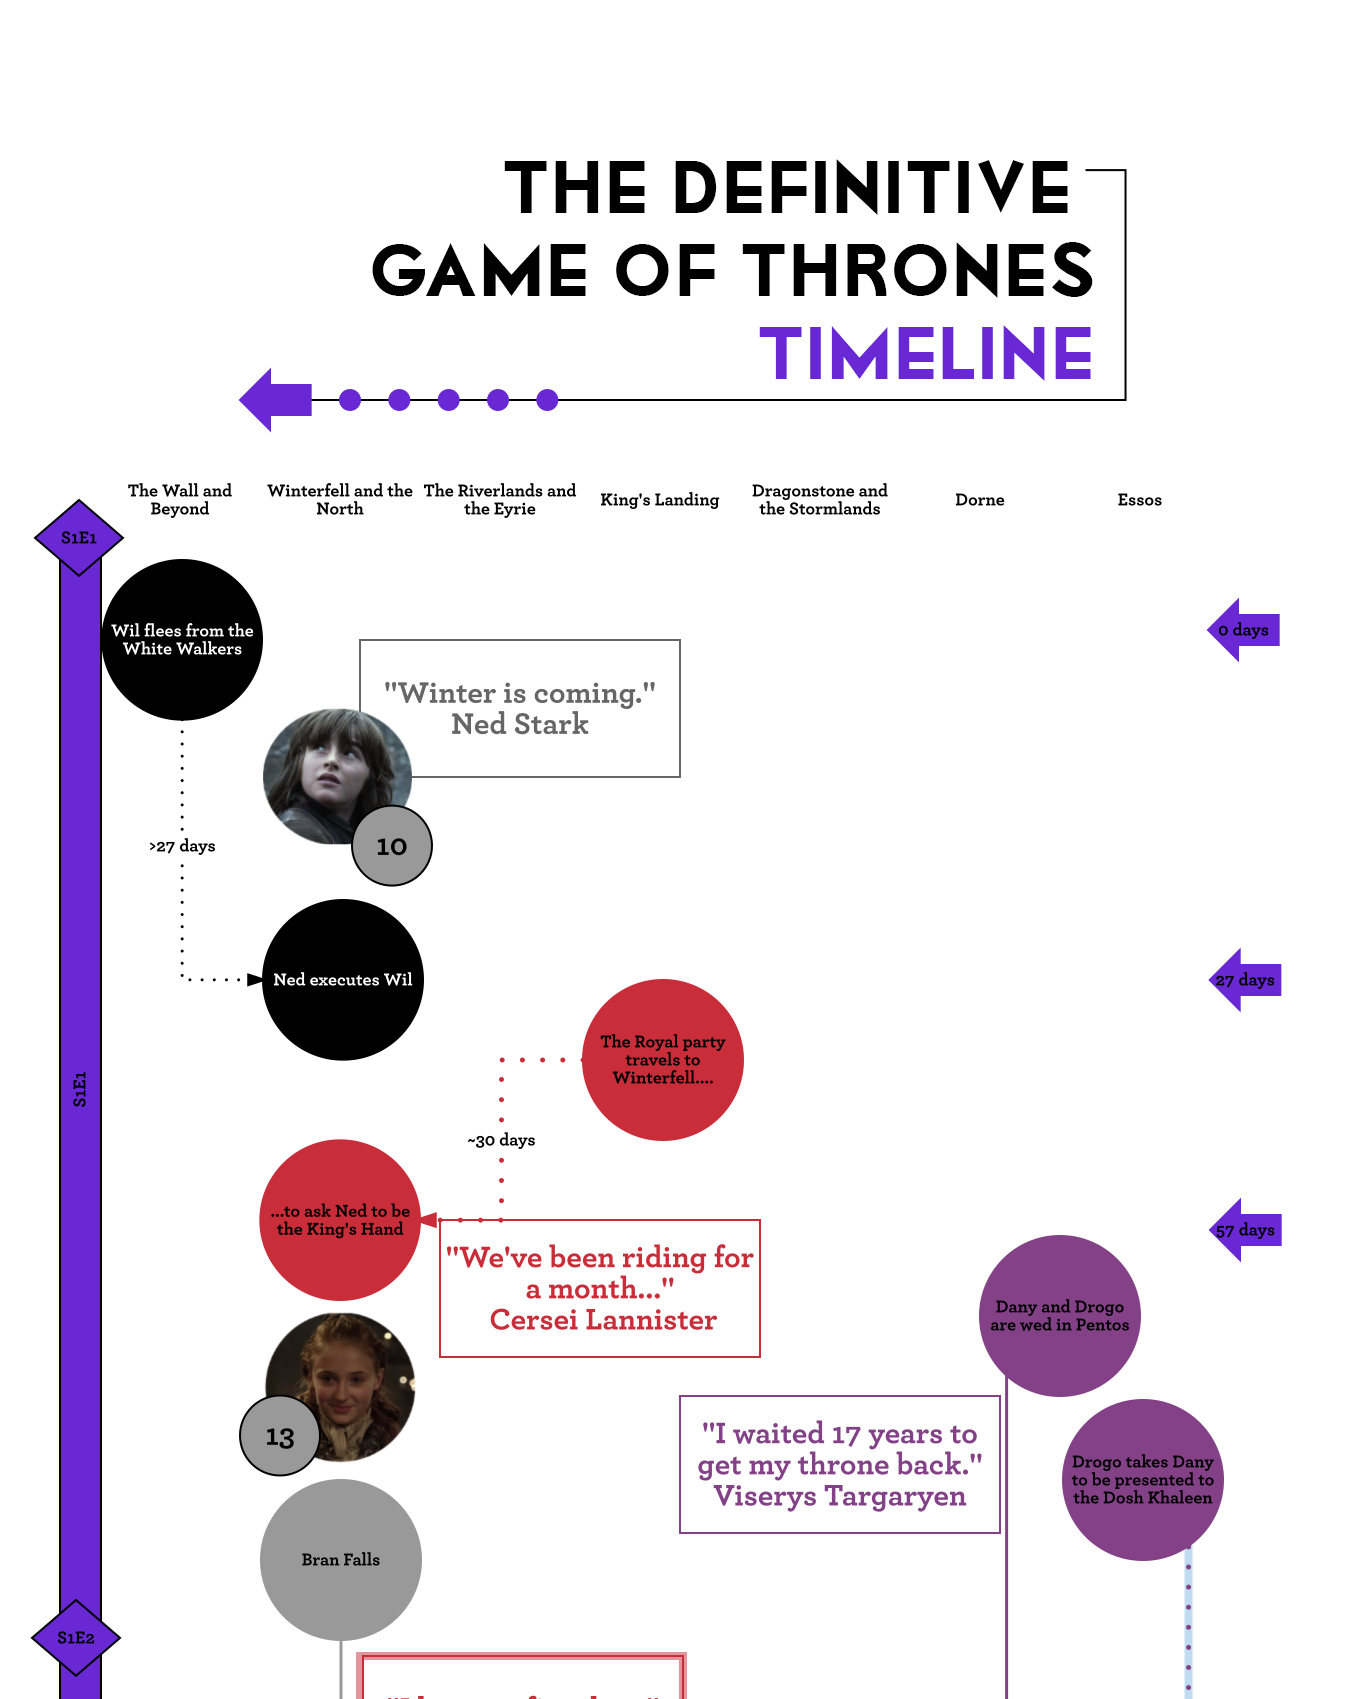 THE DEFINITIVE
GAME OF THRONES
TIMELINE
The Wall and
Beyond
Winterfell and the
North
The Riverlands and
the Eyrie
King's Landing
Dragonstone and
the Stormlands
Dorne
Essos
S1E1
Wil flees from the
White Walkers
0 days
"Winter is coming."
Ned Stark
>27 days
10
Ned executes Wil
27 days
The Royal party
travels to
Winterfell....
S1E1
~30 days
...to ask Ned to be
the King's Hand
57 days
"We've been riding for
a month..."
Cersei Lannister
Dany and Drogo
are wed in Pentos
13
"I waited 17 years to
get my throne back."
Viserys Targaryen
Drogo takes Dany
to be presented to
the Dosh Khaleen
Bran Falls
S1E2